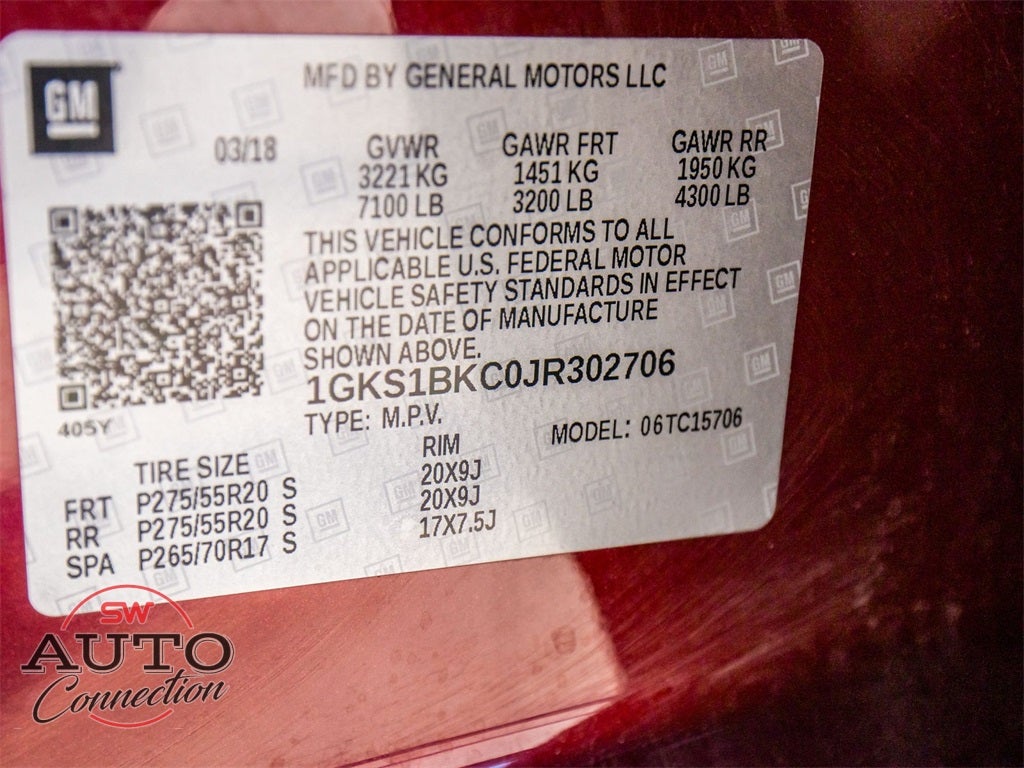 GM
MFD BY GENERAL MOTORS LLC
03/18 GVWR GAWR FRT GAWR RR
3221 KG 1451 KG 1950 KG
7100 LB 3200 LB 4300 LB
THIS VEHICLE CONFORMS TO ALL
APPLICABLE U.S. FEDERAL MOTOR
VEHICLE SAFETY STANDARDS IN EFFECT
ON THE DATE OF MANUFACTURE
SHOWN ABOVE.
1GKS1BKC0JR302706
405Y
TYPE: M.P.V. MODEL: 06TC15706
TIRE SIZE RIM
FRT P275/55R20 S 20X9J
RR P275/55R20 S 20X9J
SPA P265/70R17 S 17X7.5J
SW
AUTO
Connection